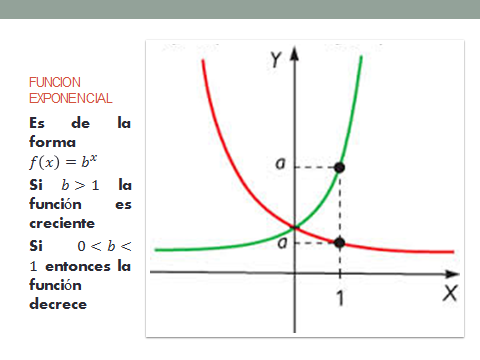 FUNCION
EXPONENCIAL
Es de la
forma
f(x) = bˣ
Si b > 1 la
función es
creciente
Si 0 < b <
1 entonces la
función
decrece
Y
a
a
1
X